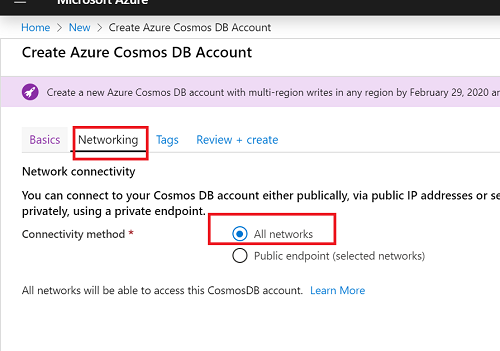 Microsoft Azure
Home > New > Create Azure Cosmos DB Account
Create Azure Cosmos DB Account
Create a new Azure Cosmos DB account with multi-region writes in any region by February 29, 2020
Basics Networking Tags Review + create
Network connectivity
You can connect to your Cosmos DB account either publically, via public IP addresses or
privately, using a private endpoint.
Connectivity method * All networks
Public endpoint (selected networks)
All networks will be able to access this CosmosDB account. Learn More